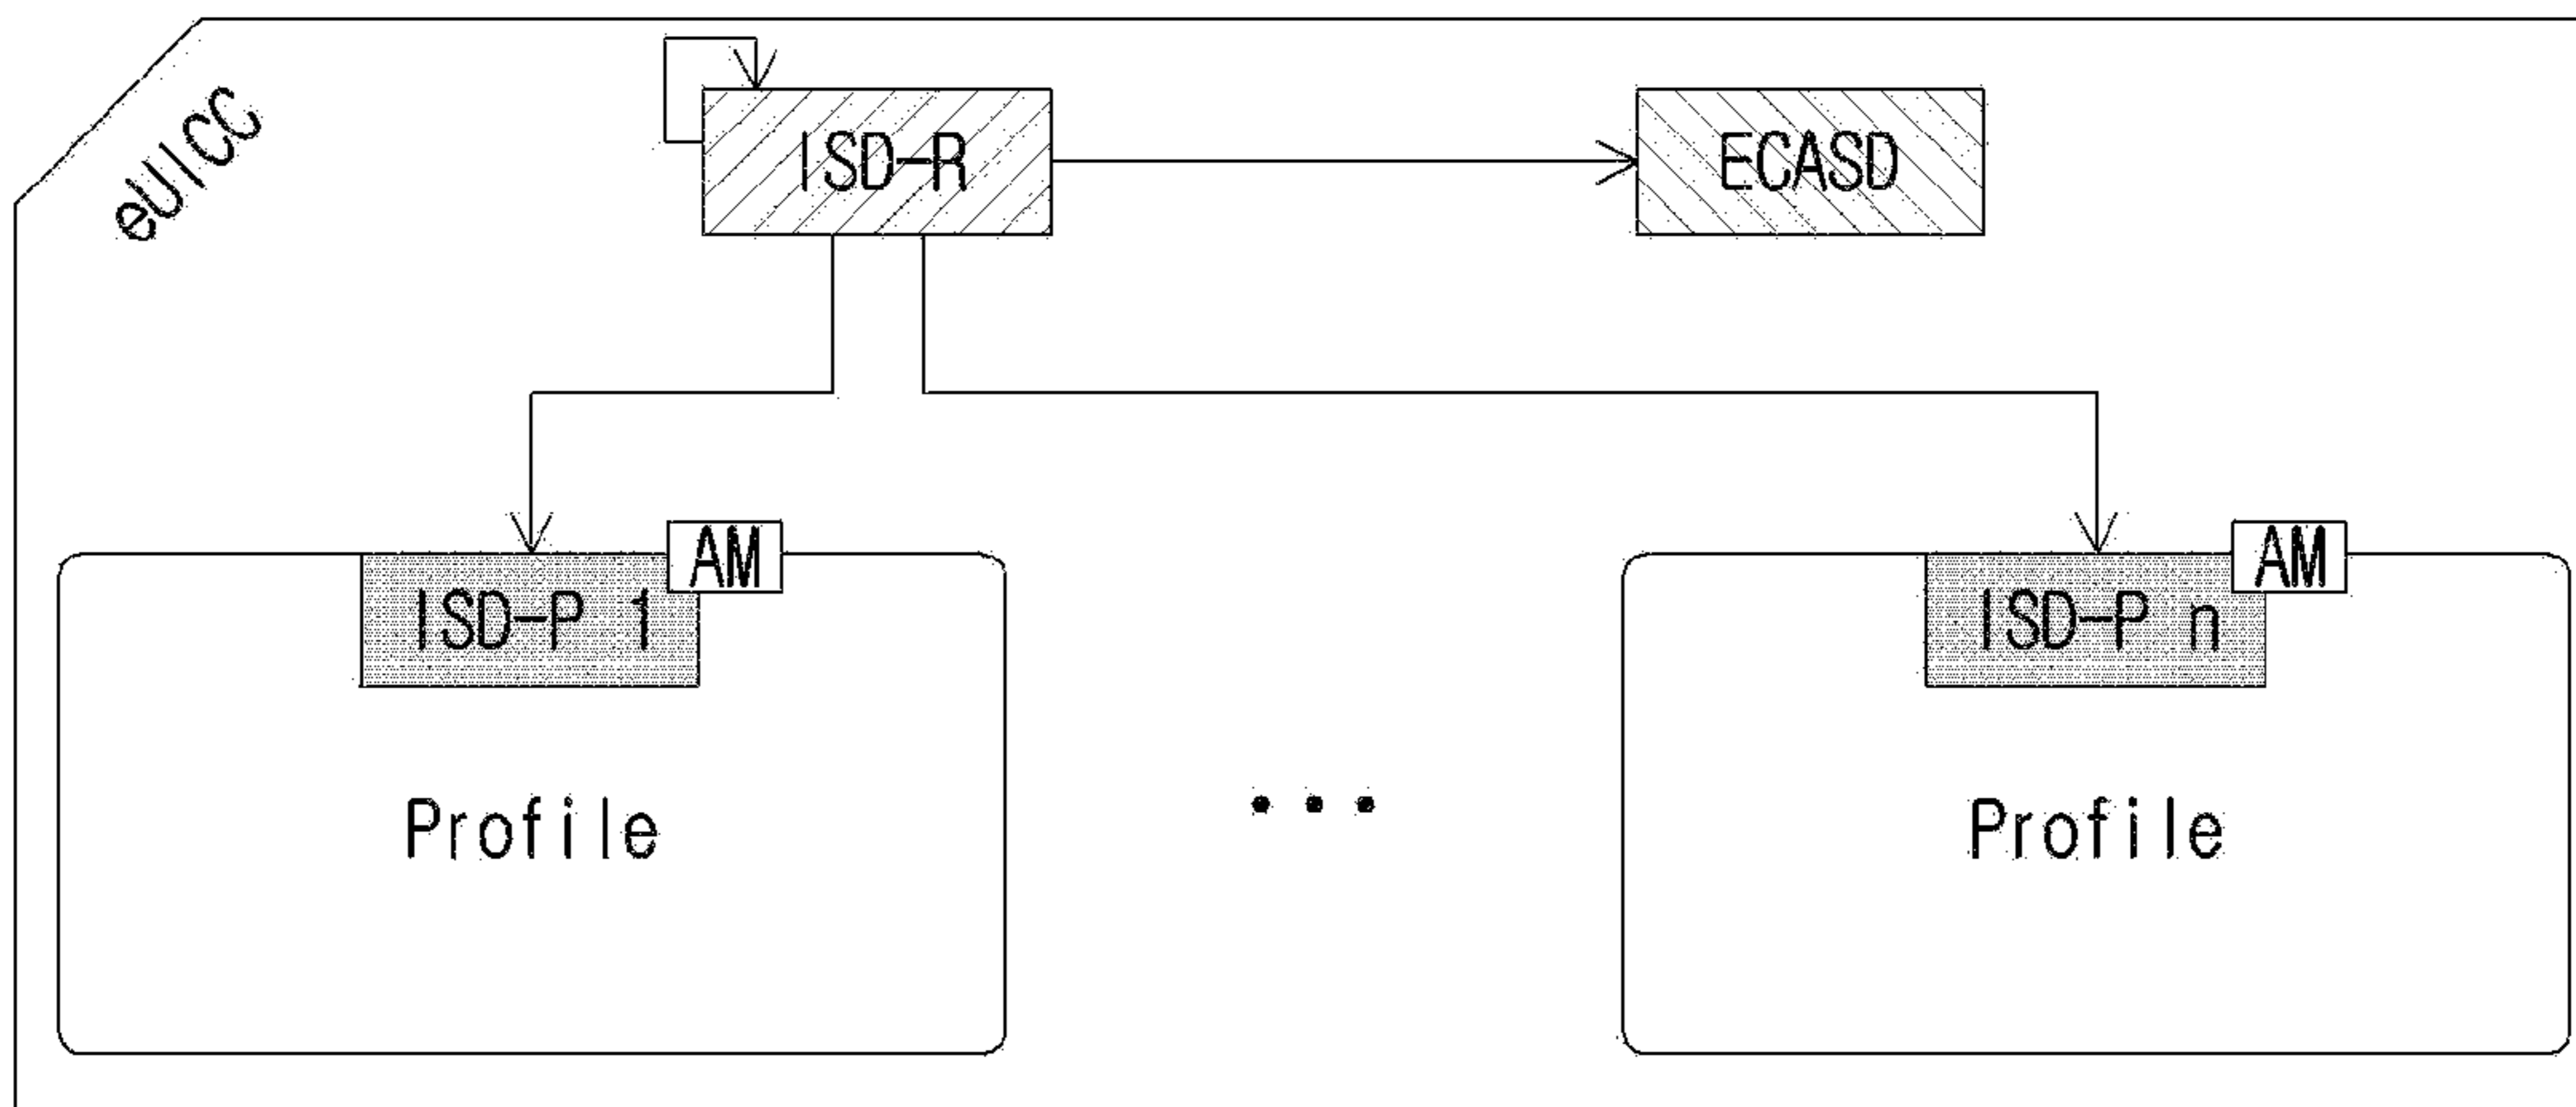 eUICC
ISD-R
ECASD
AM
ISD-P 1
Profile
...
AM
ISD-P n
Profile